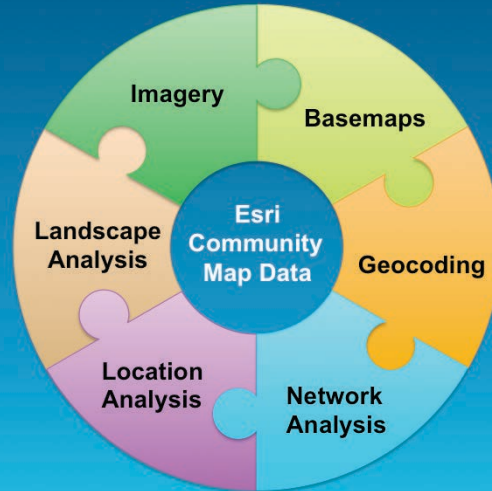 Imagery
Basemaps
Esri
Community
Map Data
Landscape
Analysis
Geocoding
Location
Analysis
Network
Analysis